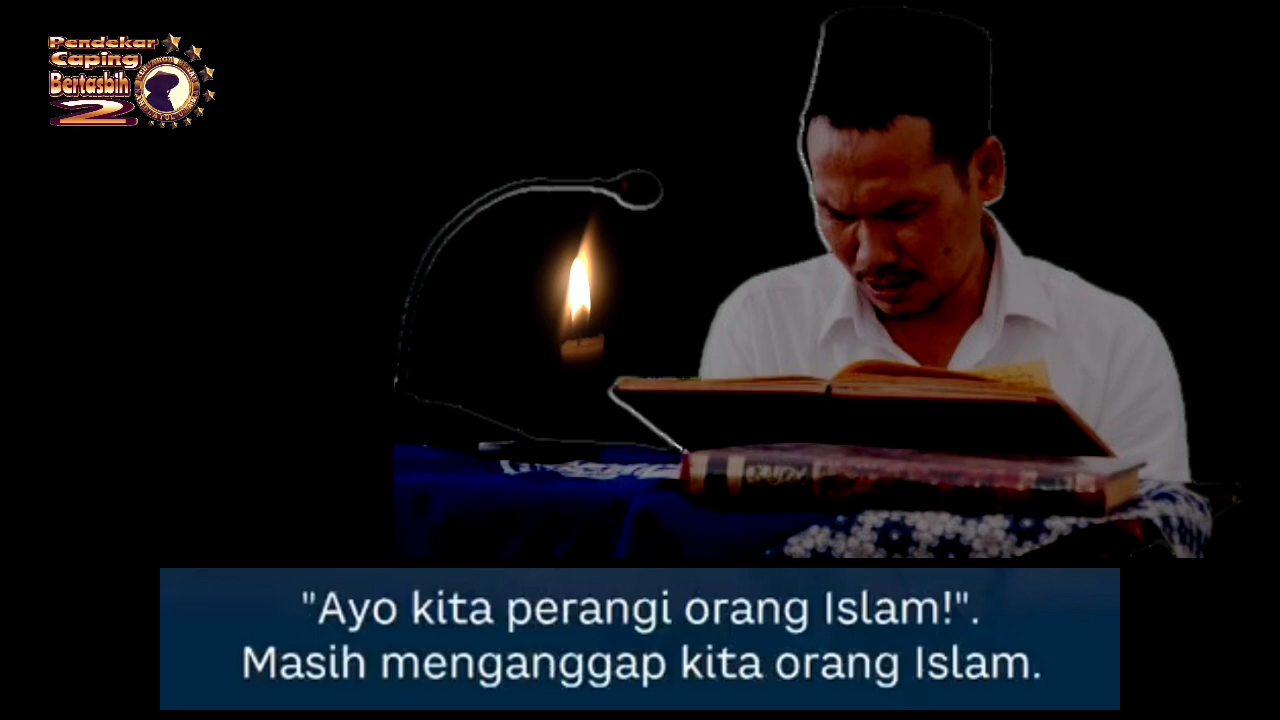 Pendekar
Caping
Bertasbih
2
"Ayo kita perangi orang Islam!".
Masih menganggap kita orang Islam.